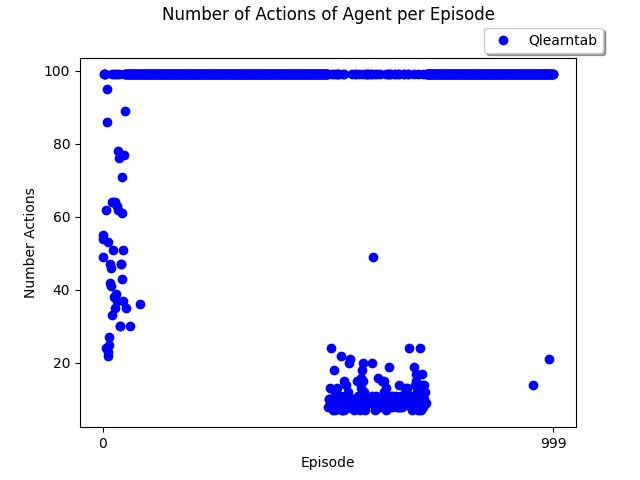 Number of Actions of Agent per Episode
Qlearntab
100
80
60
40
20
Number Actions
0
999
Episode